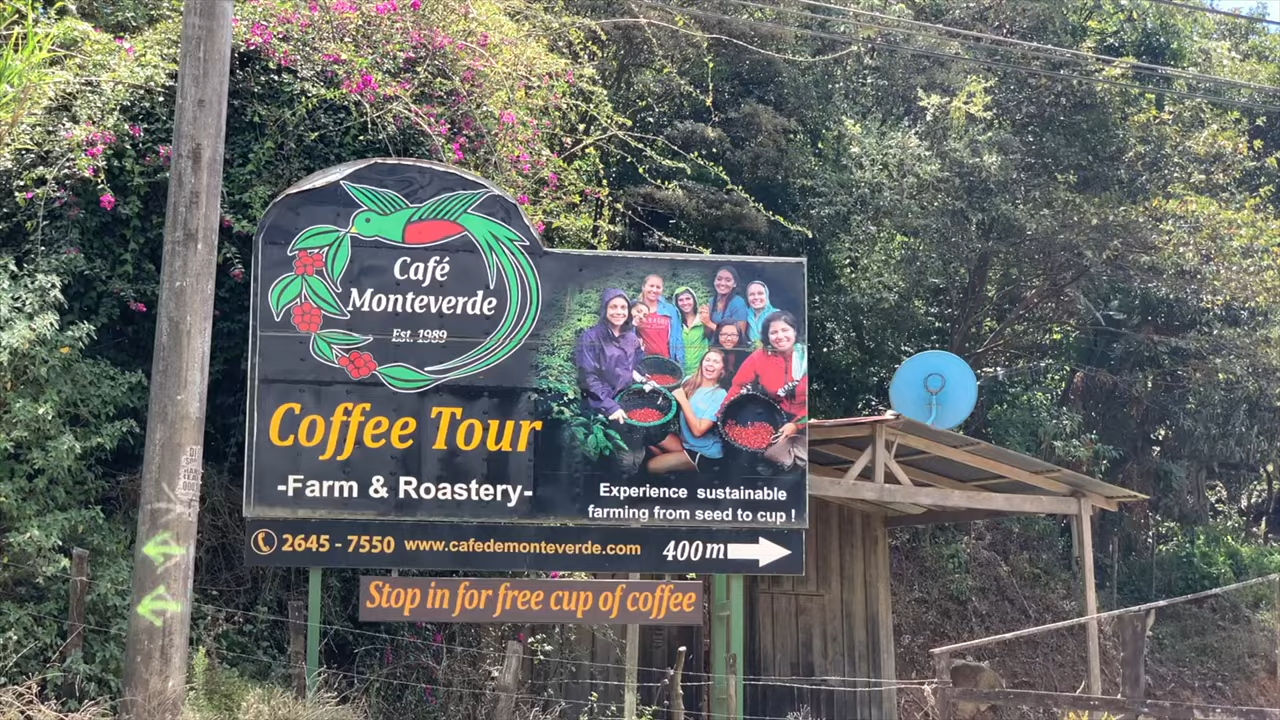 Café
Monteverde
Est. 1989
Coffee Tour
-Farm & Roastery-
Experience sustainable
farming from seed to cup !
2645 - 7550 www.cafedemonteverde.com 400m
Stop in for free cup of coffee